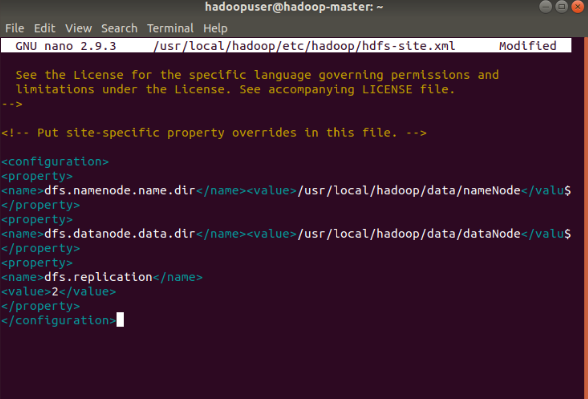 hadoopuser@hadoop-master: ~
File Edit View Search Terminal Help
GNU nano 2.9.3 /usr/local/hadoop/etc/hadoop/hdfs-site.xml Modified
See the License for the specific language governing permissions and
limitations under the License. See accompanying LICENSE file.
-->
<!-- Put site-specific property overrides in this file. -->
<configuration>
<property>
<name>dfs.namenode.name.dir</name><value>/usr/local/hadoop/data/nameNode</valu$
</property>
<property>
<name>dfs.datanode.data.dir</name><value>/usr/local/hadoop/data/dataNode</valu$
</property>
<property>
<name>dfs.replication</name>
<value>2</value>
</property>
</configuration>